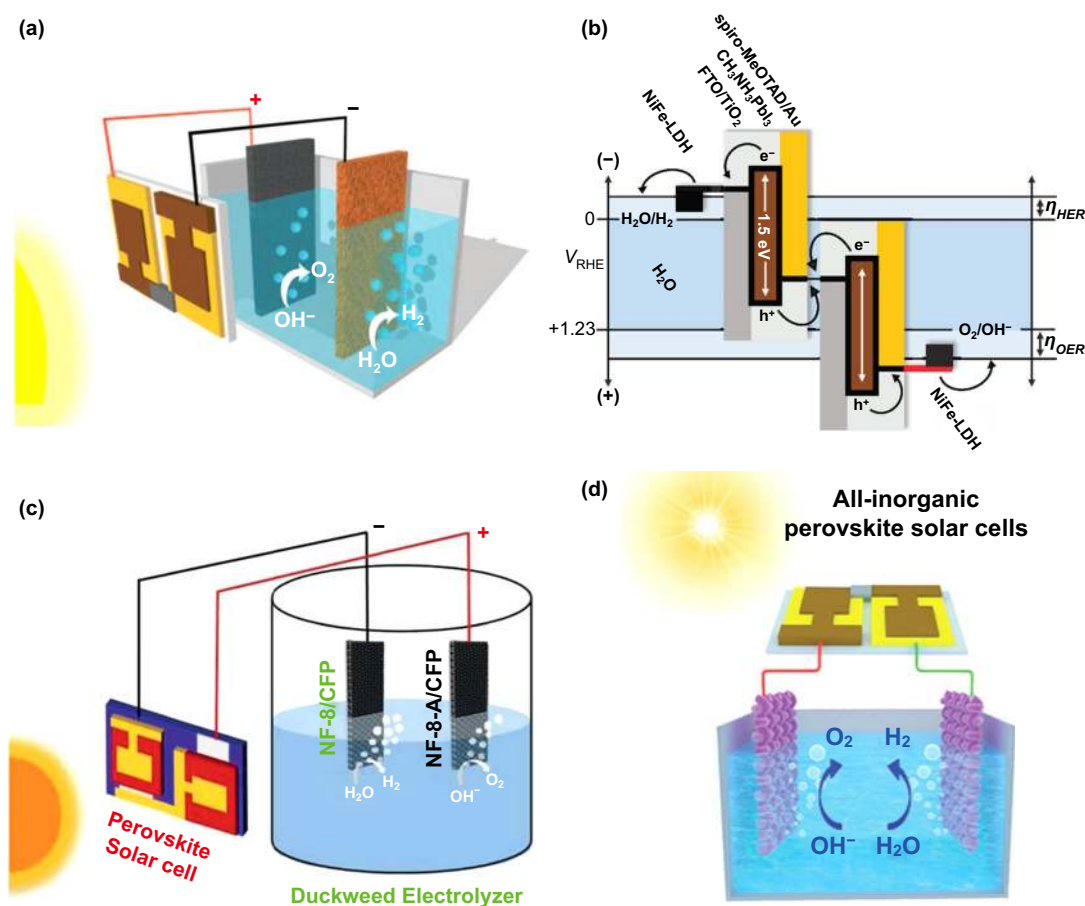 (a)
+
−
O₂
OH⁻
H₂
H₂O
(b)
spiro-MeOTAD/Au
CH₃NH₃PbI₃
FTO/TiO₂
NiFe-LDH
(−)
e⁻
H₂O/H₂
ηHER
0
1.5 eV
VRHE
H₂O
e⁻
h⁺
+1.23
O₂/OH⁻
ηOER
(+)
h⁺
NiFe-LDH
(c)
−
+
NF-8/CFP
NF-8-A/CFP
H₂O
H₂
OH⁻
O₂
Perovskite
Solar cell
Duckweed Electrolyzer
(d)
All-inorganic
perovskite solar cells
O₂
H₂
OH⁻
H₂O